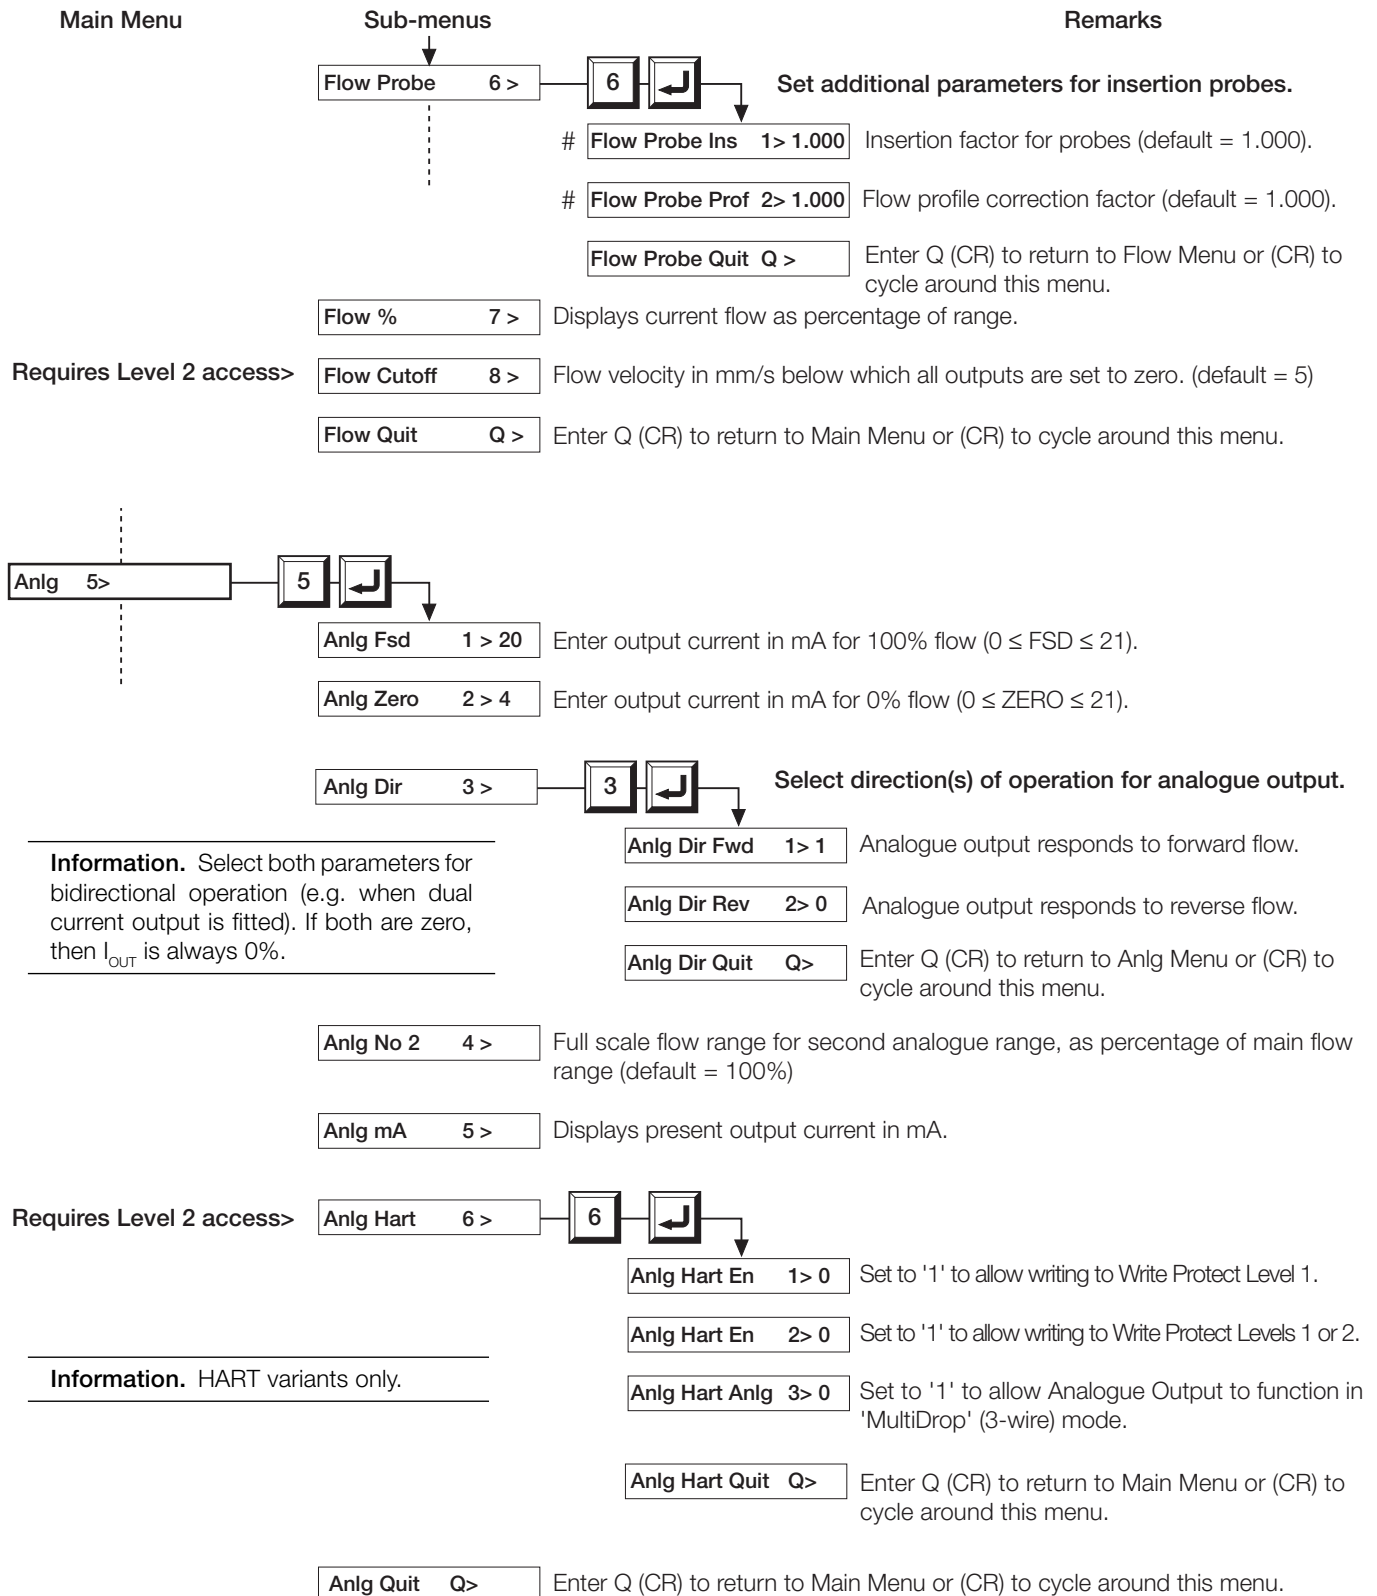 Main Menu Sub-menus Remarks
Flow Probe 6 > 6 Set additional parameters for insertion probes.
# Flow Probe Ins 1> 1.000 Insertion factor for probes (default = 1.000).
# Flow Probe Prof 2> 1.000 Flow profile correction factor (default = 1.000).
Flow Probe Quit Q > Enter Q (CR) to return to Flow Menu or (CR) to
cycle around this menu.
Flow % 7 > Displays current flow as percentage of range.
Requires Level 2 access> Flow Cutoff 8 > Flow velocity in mm/s below which all outputs are set to zero. (default = 5)
Flow Quit Q > Enter Q (CR) to return to Main Menu or (CR) to cycle around this menu.
Anlg 5> 5
Anlg Fsd 1 > 20 Enter output current in mA for 100% flow (0 ≤ FSD ≤ 21).
Anlg Zero 2 > 4 Enter output current in mA for 0% flow (0 ≤ ZERO ≤ 21).
Anlg Dir 3 > 3 Select direction(s) of operation for analogue output.
Anlg Dir Fwd 1> 1 Analogue output responds to forward flow.
Anlg Dir Rev 2> 0 Analogue output responds to reverse flow.
Anlg Dir Quit Q> Enter Q (CR) to return to Anlg Menu or (CR) to
cycle around this menu.
Information. Select both parameters for
bidirectional operation (e.g. when dual
current output is fitted). If both are zero,
then IOUT is always 0%.
Anlg No 2 4 > Full scale flow range for second analogue range, as percentage of main flow
range (default = 100%)
Anlg mA 5 > Displays present output current in mA.
Requires Level 2 access> Anlg Hart 6 > 6
Anlg Hart En 1> 0 Set to '1' to allow writing to Write Protect Level 1.
Anlg Hart En 2> 0 Set to '1' to allow writing to Write Protect Levels 1 or 2.
Information. HART variants only.
Anlg Hart Anlg 3> 0 Set to '1' to allow Analogue Output to function in
'MultiDrop' (3-wire) mode.
Anlg Hart Quit Q> Enter Q (CR) to return to Main Menu or (CR) to
cycle around this menu.
Anlg Quit Q> Enter Q (CR) to return to Main Menu or (CR) to cycle around this menu.